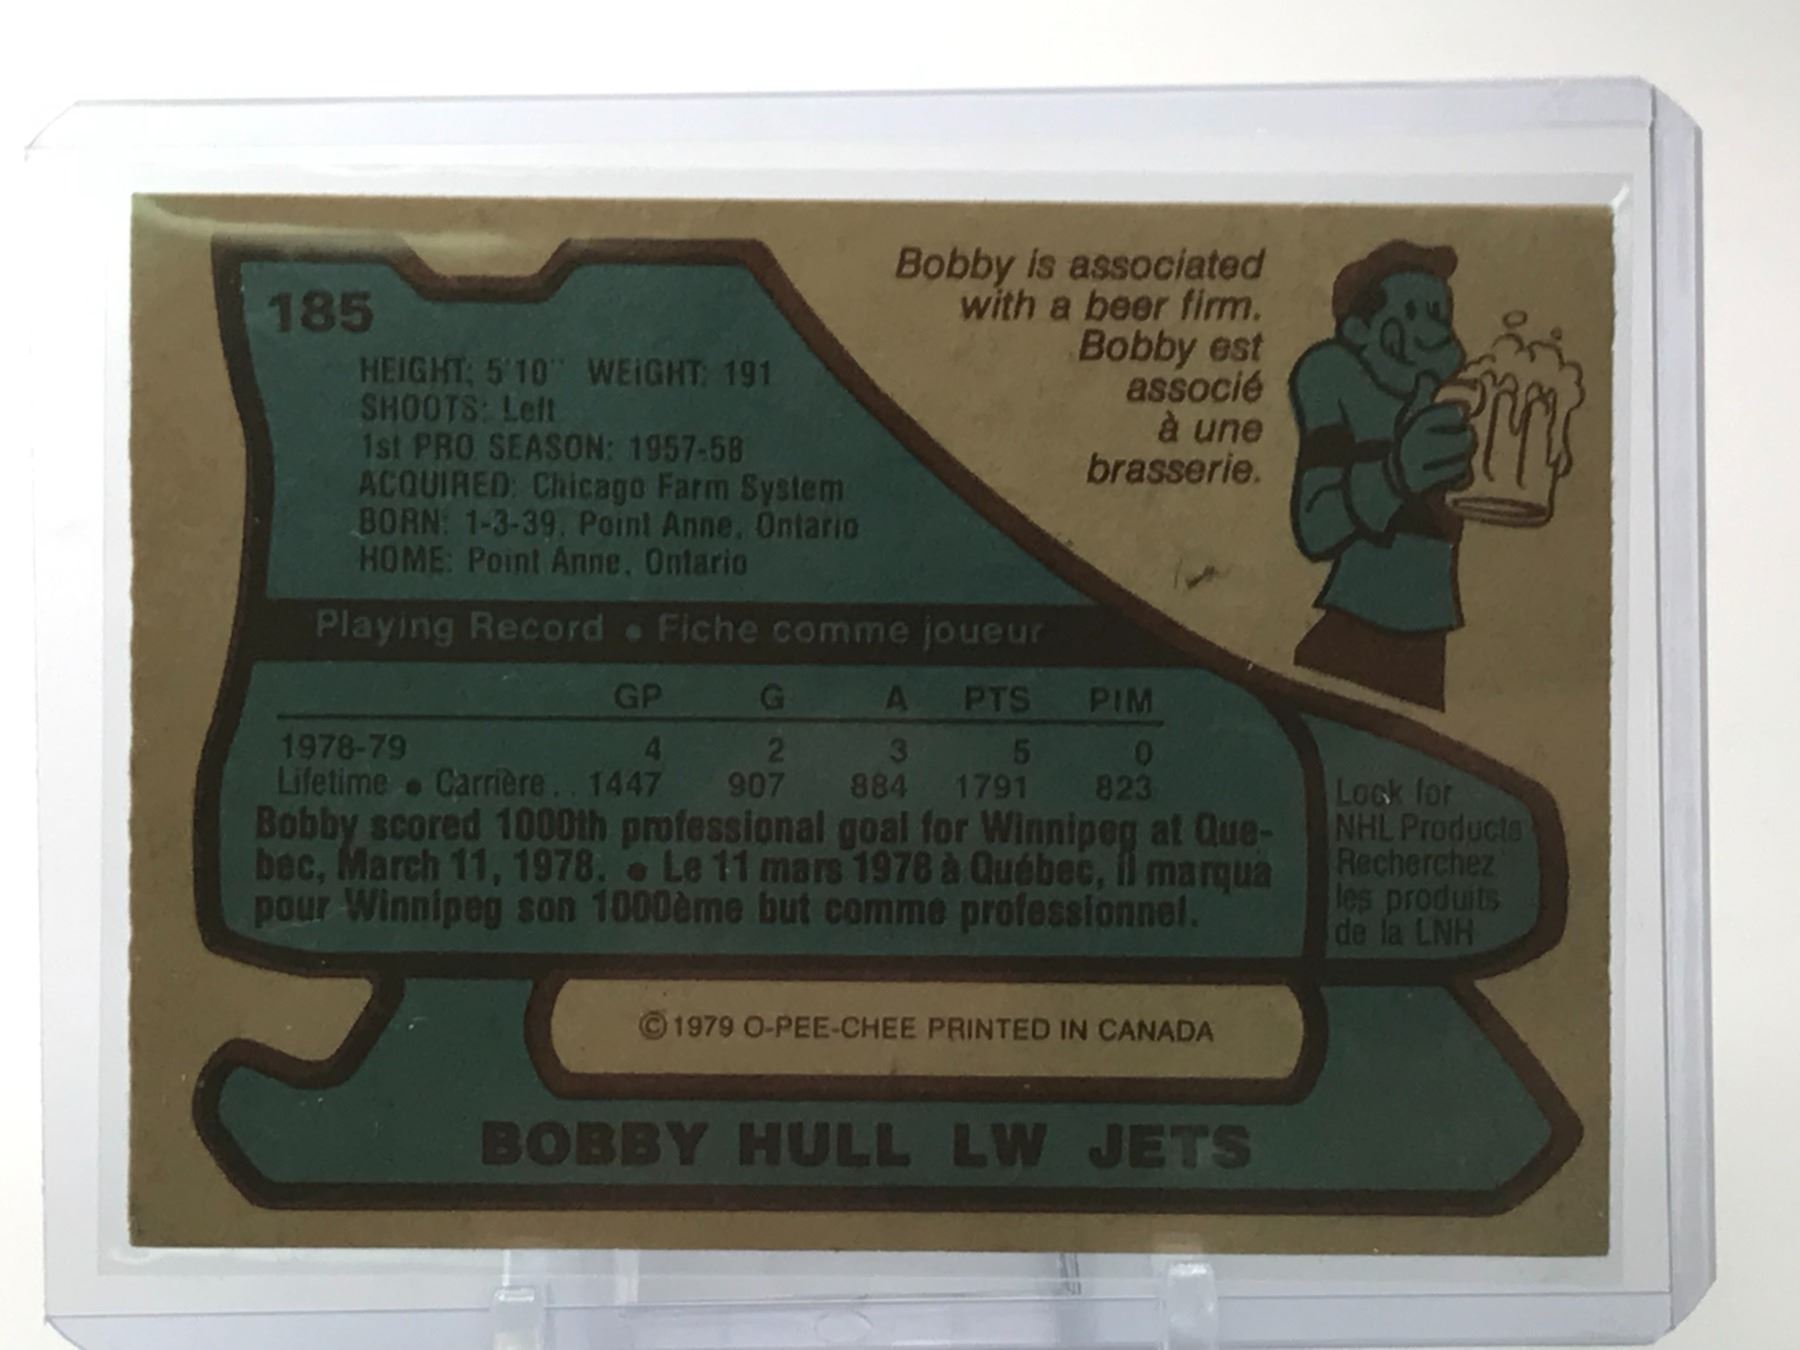 185
HEIGHT: 5'10" WEIGHT: 191
SHOOTS: Left
1st PRO SEASON: 1957-58
ACQUIRED: Chicago Farm System
BORN: 1-3-39, Point Anne, Ontario
HOME: Point Anne, Ontario
Bobby is associated
with a beer firm.
Bobby est
associé
à une
brasserie.
Playing Record • Fiche comme joueur
GP G A PTS PIM
1978-79 4 2 3 5 0
Lifetime • Carrière.. 1447 907 884 1791 823
Bobby scored 1000th professional goal for Winnipeg at Que-
bec, March 11, 1978. • Le 11 mars 1978 à Québec, il marqua
pour Winnipeg son 1000ème but comme professionnel.
Look for
NHL Products
Recherchez
les produits
de la LNH
© 1979 O-PEE-CHEE PRINTED IN CANADA
BOBBY HULL LW JETS